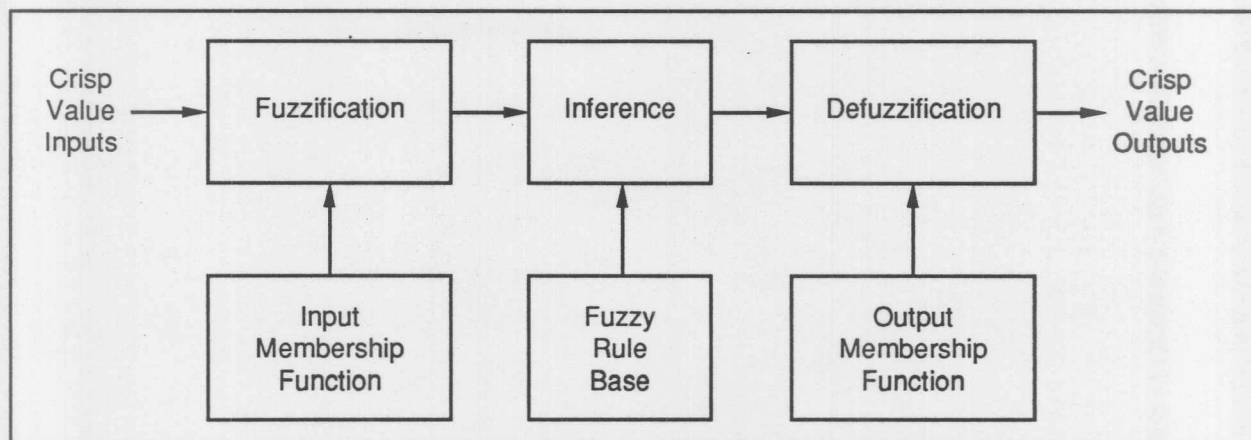 Crisp
Value
Inputs
Fuzzification
Inference
Defuzzification
Crisp
Value
Outputs
Input
Membership
Function
Fuzzy
Rule
Base
Output
Membership
Function